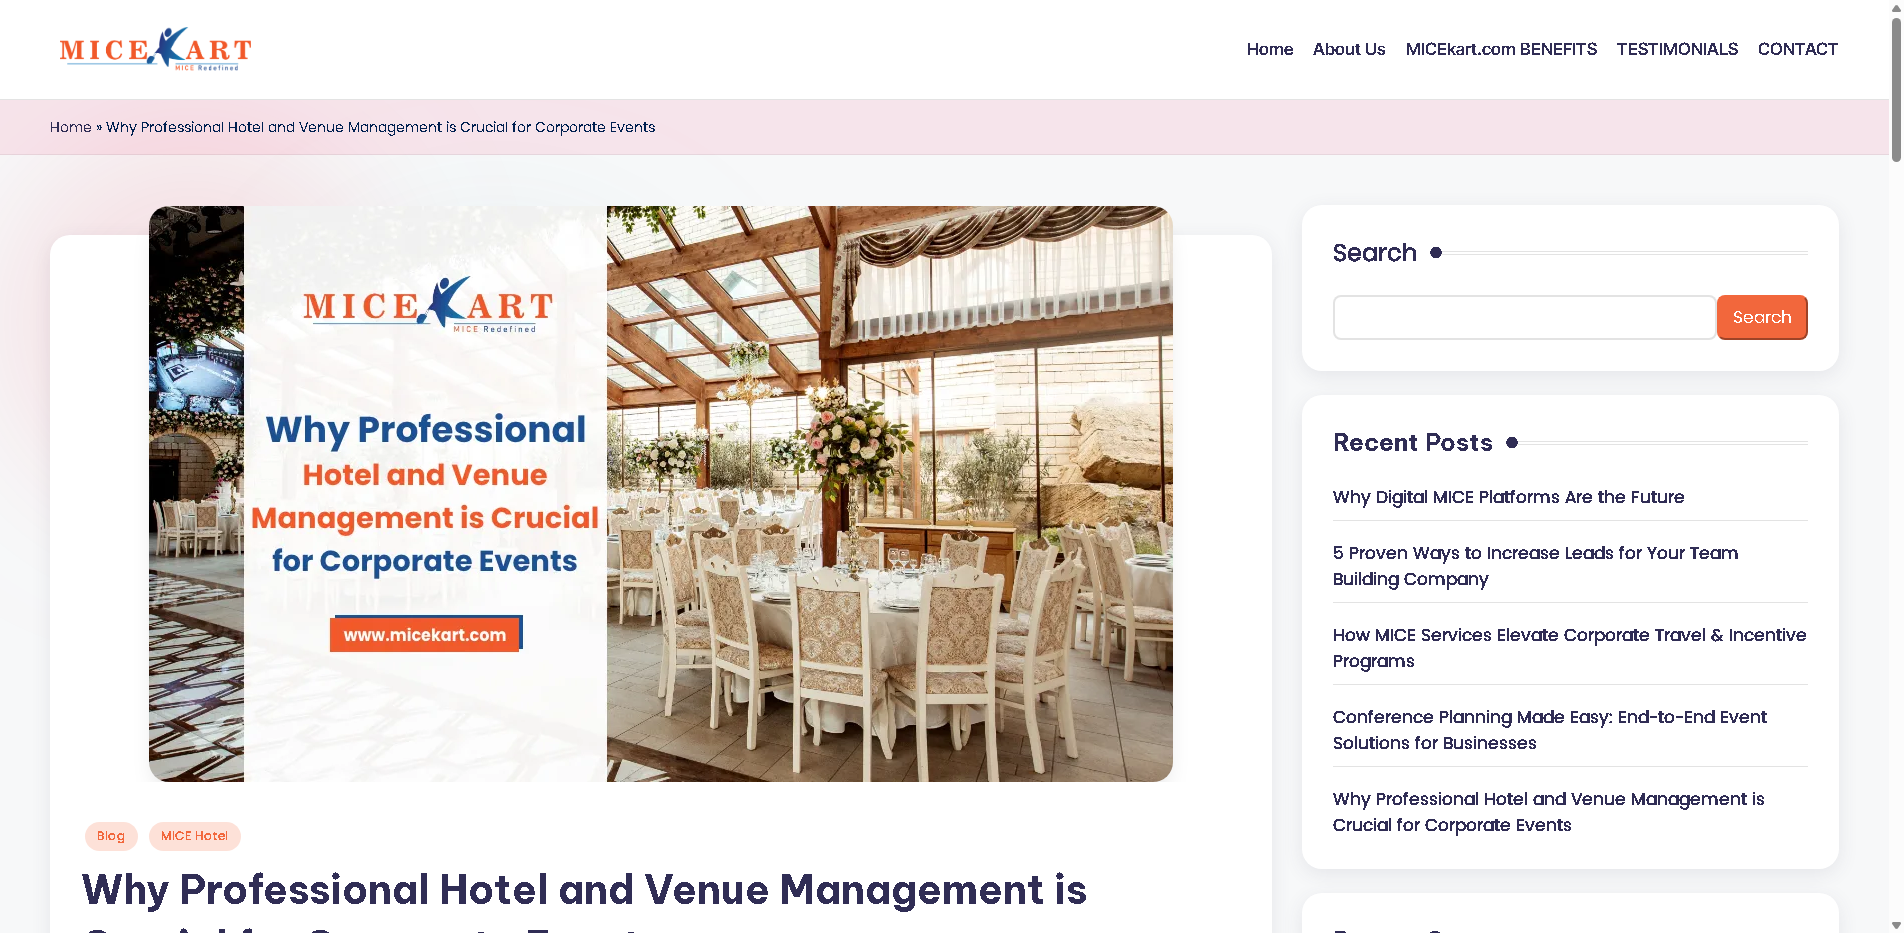 MICEKART
MICE Redefined
Home
About Us
MICEkart.com BENEFITS
TESTIMONIALS
CONTACT
Home » Why Professional Hotel and Venue Management is Crucial for Corporate Events
MICEKART
MICE Redefined
Why Professional
Hotel and Venue
Management is Crucial
for Corporate Events
www.micekart.com
Blog
MICE Hotel
Why Professional Hotel and Venue Management is
Search
Search
Recent Posts
Why Digital MICE Platforms Are the Future
5 Proven Ways to Increase Leads for Your Team
Building Company
How MICE Services Elevate Corporate Travel & Incentive
Programs
Conference Planning Made Easy: End-to-End Event
Solutions for Businesses
Why Professional Hotel and Venue Management is
Crucial for Corporate Events